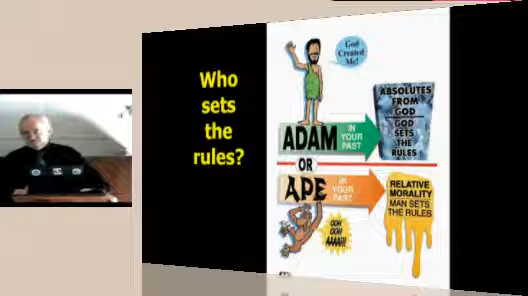 Who
sets
the
rules?
God
Created
Me!
ADAM
IN
YOUR
PAST
ABSOLUTES
FROM
GOD
GOD
SETS
THE
RULES
OR
APE
IN
YOUR
PAST
RELATIVE
MORALITY
MAN SETS
THE RULES
OOH
OOH
AAAH!!